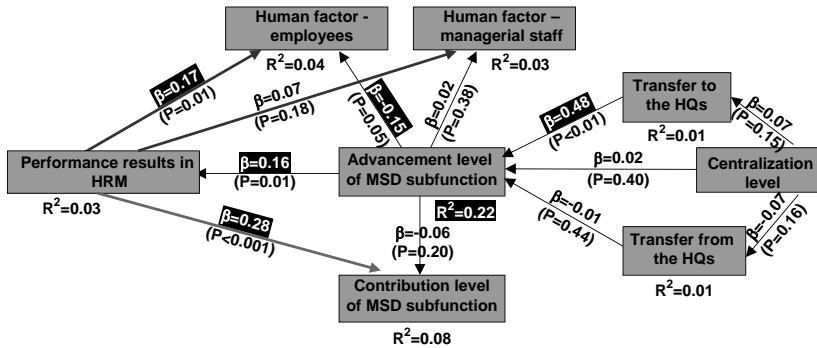 Human factor -
employees
R²=0.04
Human factor –
managerial staff
R²=0.03
β=0.17
(P=0.01)
β=0.07
(P=0.18)
β=-0.15
(P=0.05)
β=0.02
(P=0.38)
β=0.48
(P<0.01)
Transfer to
the HQs
R²=0.01
β=0.07
(P=0.15)
Performance results in
HRM
R²=0.03
β=0.16
(P=0.01)
Advancement level
of MSD subfunction
R²=0.22
β=0.02
(P=0.40)
Centralization
level
β=-0.07
(P=0.16)
β=0.28
(P<0.001)
β=-0.06
(P=0.20)
β=-0.01
(P=0.44)
Transfer from
the HQs
R²=0.01
Contribution level
of MSD subfunction
R²=0.08